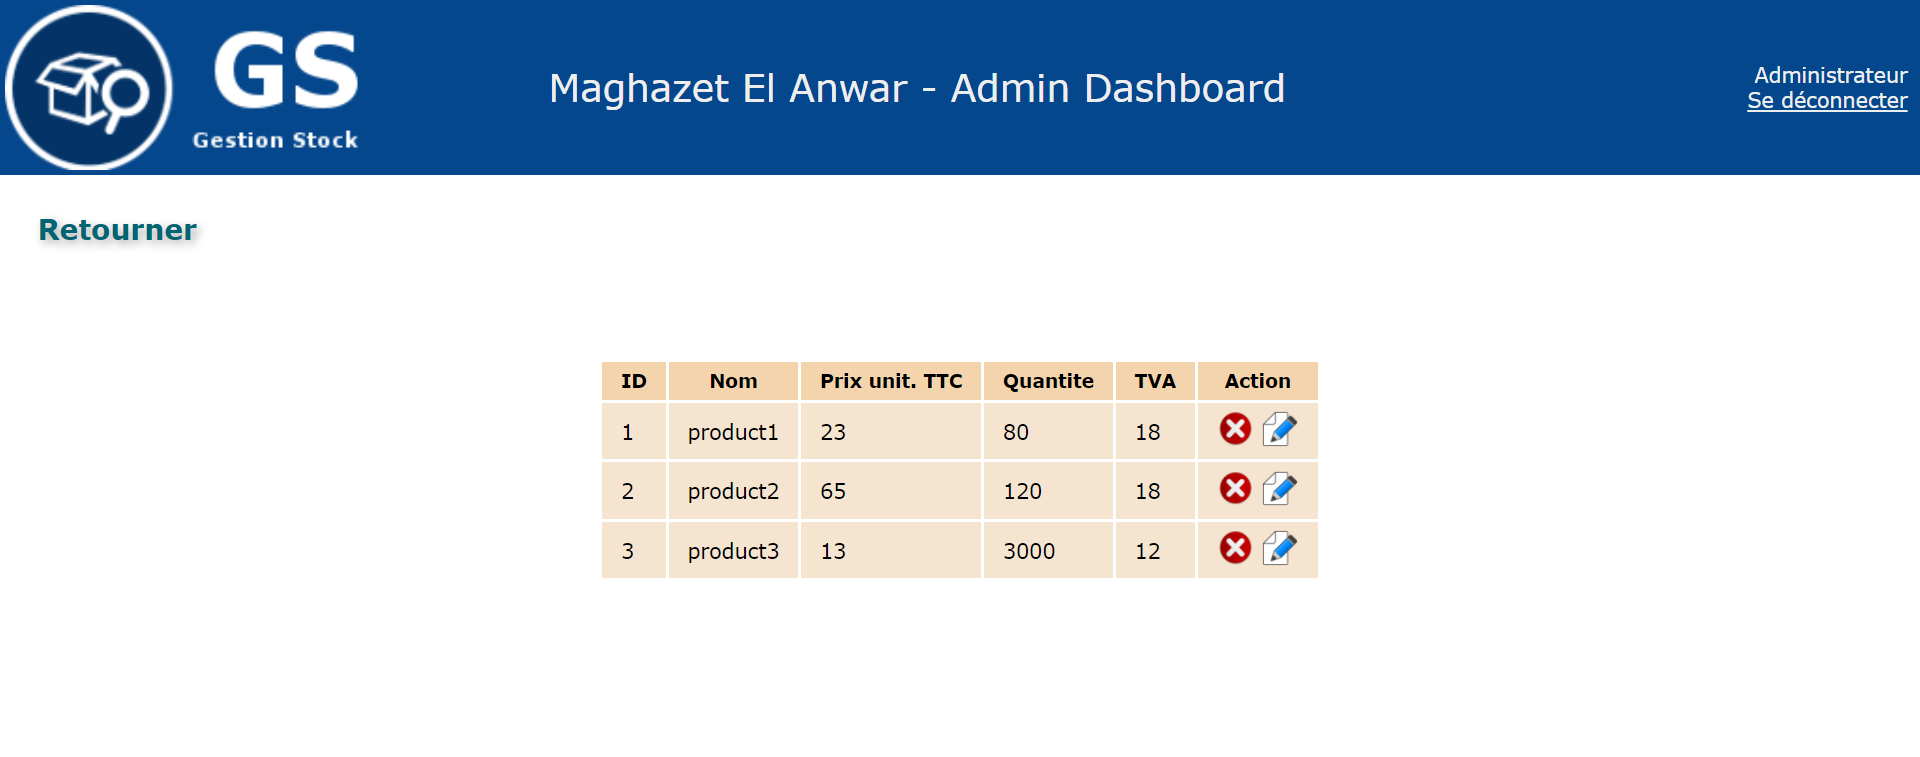 GS
Gestion Stock
Maghazet El Anwar - Admin Dashboard
Administrateur
Se déconnecter
Retourner
ID Nom Prix unit. TTC Quantite TVA Action
1 product1 23 80 18
2 product2 65 120 18
3 product3 13 3000 12